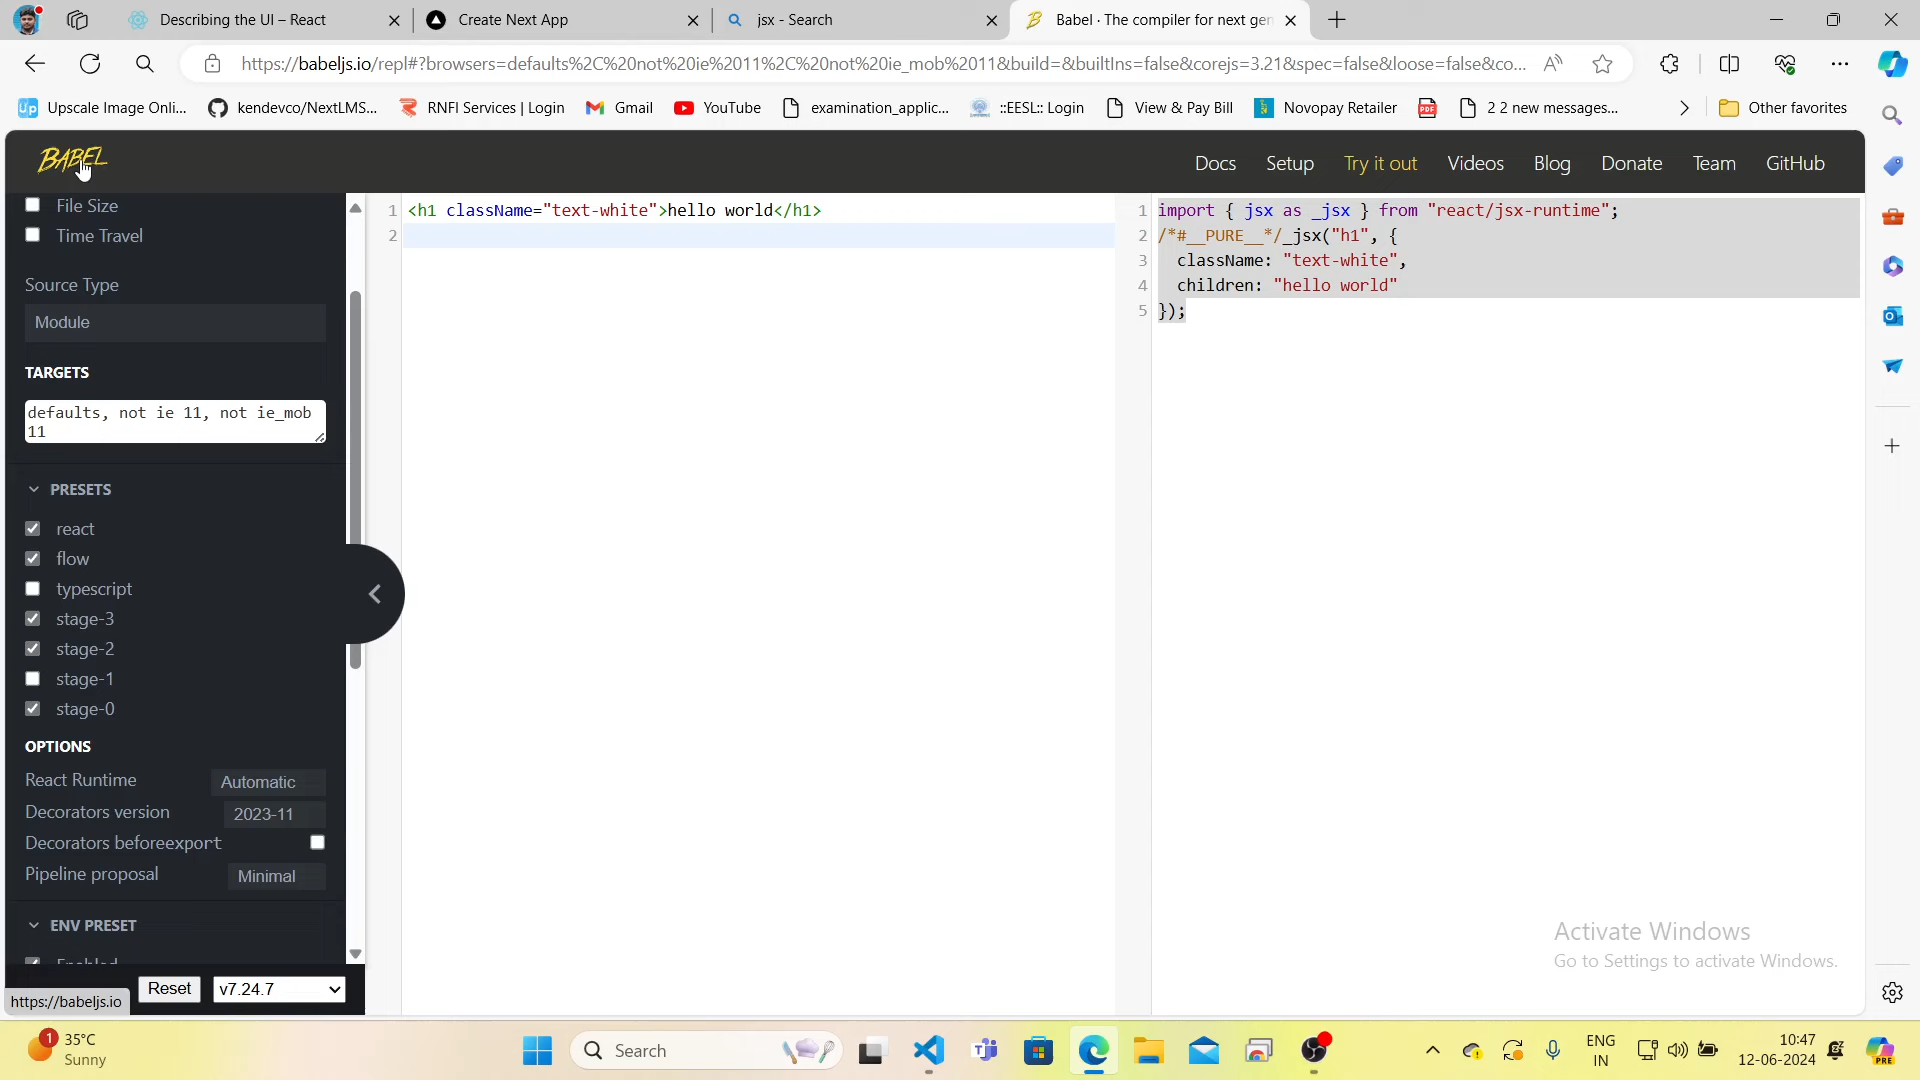 Describing the UI – React
Create Next App
jsx - Search
Babel · The compiler for next gen
https://babeljs.io/repl#?browsers=defaults%2C%20not%20ie%2011%2C%20not%20ie_mob%2011&build=&builtIns=false&corejs=3.21&spec=false&loose=false&co...
Upscale Image Onli...
kendevco/NextLMS...
RNFI Services | Login
Gmail
YouTube
examination_applic...
::EESL:: Login
View & Pay Bill
Novopay Retailer
PDF
2 2 new messages...
Other favorites
BABEL
Docs
Setup
Try it out
Videos
Blog
Donate
Team
GitHub
File Size
Time Travel
Source Type
Module
TARGETS
defaults, not ie 11, not ie_mob
11
PRESETS
react
flow
typescript
stage-3
stage-2
stage-1
stage-0
OPTIONS
React Runtime Automatic
Decorators version 2023-11
Decorators beforeexport
Pipeline proposal Minimal
ENV PRESET
Enabled
Reset v7.24.7
https://babeljs.io
1 <h1 className="text-white">hello world</h1>
2
1 import { jsx as _jsx } from "react/jsx-runtime";
2 /*#__PURE__*/_jsx("h1", {
3 className: "text-white",
4 children: "hello world"
5 });
Activate Windows
Go to Settings to activate Windows.
1
35°C
Sunny
Search
ENG
IN
10:47
12-06-2024
PRE